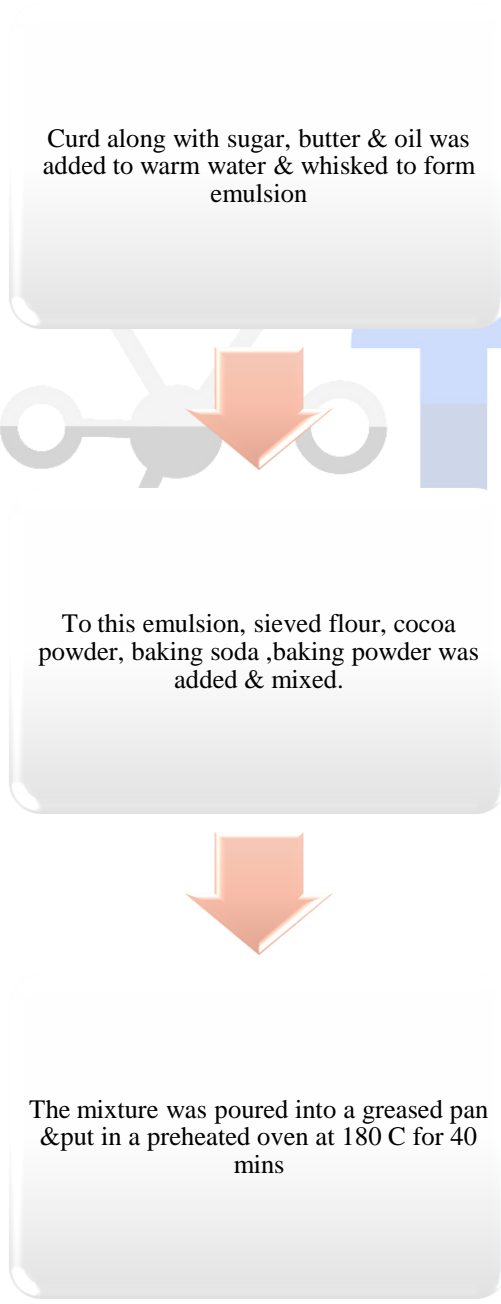 Curd along with sugar, butter & oil was
added to warm water & whisked to form
emulsion
To this emulsion, sieved flour, cocoa
powder, baking soda ,baking powder was
added & mixed.
The mixture was poured into a greased pan
&put in a preheated oven at 180 C for 40
mins